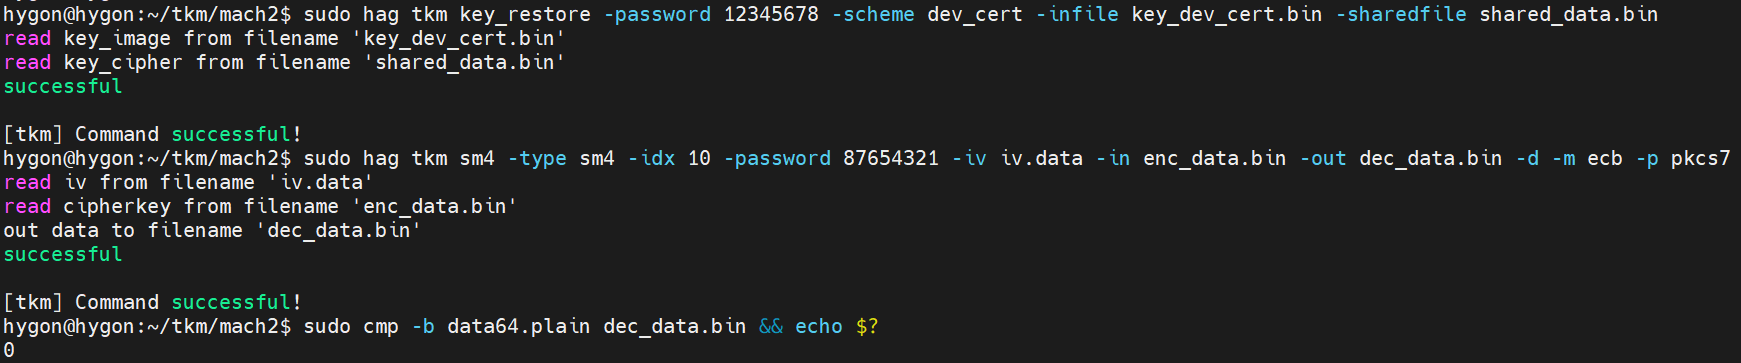 hygon@hygon:~/tkm/mach2$ sudo hag tkm key_restore -password 12345678 -scheme dev_cert -infile key_dev_cert.bin -sharedfile shared_data.bin
read key_image from filename 'key_dev_cert.bin'
read key_cipher from filename 'shared_data.bin'
successful
[tkm] Command successful!
hygon@hygon:~/tkm/mach2$ sudo hag tkm sm4 -type sm4 -idx 10 -password 87654321 -iv iv.data -in enc_data.bin -out dec_data.bin -d -m ecb -p pkcs7
read iv from filename 'iv.data'
read cipherkey from filename 'enc_data.bin'
out data to filename 'dec_data.bin'
successful
[tkm] Command successful!
hygon@hygon:~/tkm/mach2$ sudo cmp -b data64.plain dec_data.bin && echo $?
0